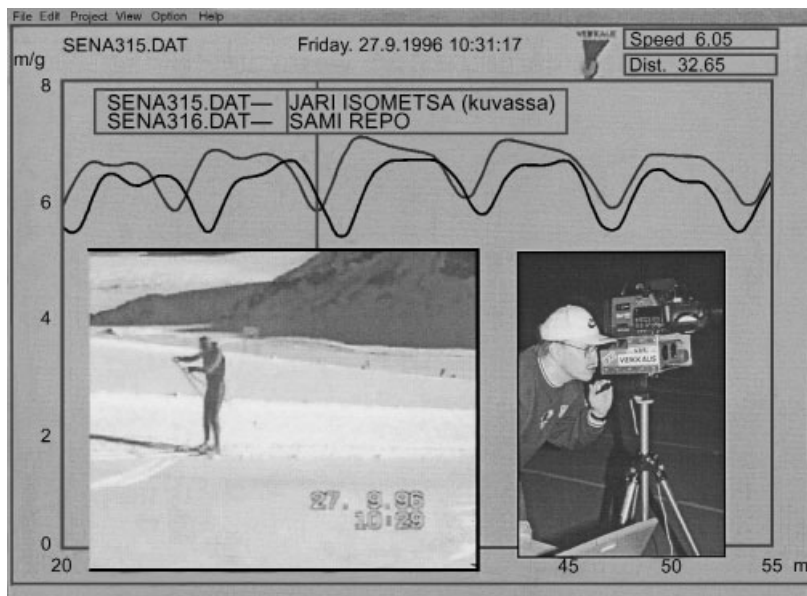 File Edit Project View Option Help
SENA315.DAT Friday. 27.9.1996 10:31:17
VEKKALIS
Speed 6.05
Dist. 32.65
m/g
8
SENA315.DAT— JARI ISOMETSA (kuvassa)
SENA316.DAT— SAMI REPO
6
4
2
0
VEKKALIS
27. 9.96
20 45 50 55 m